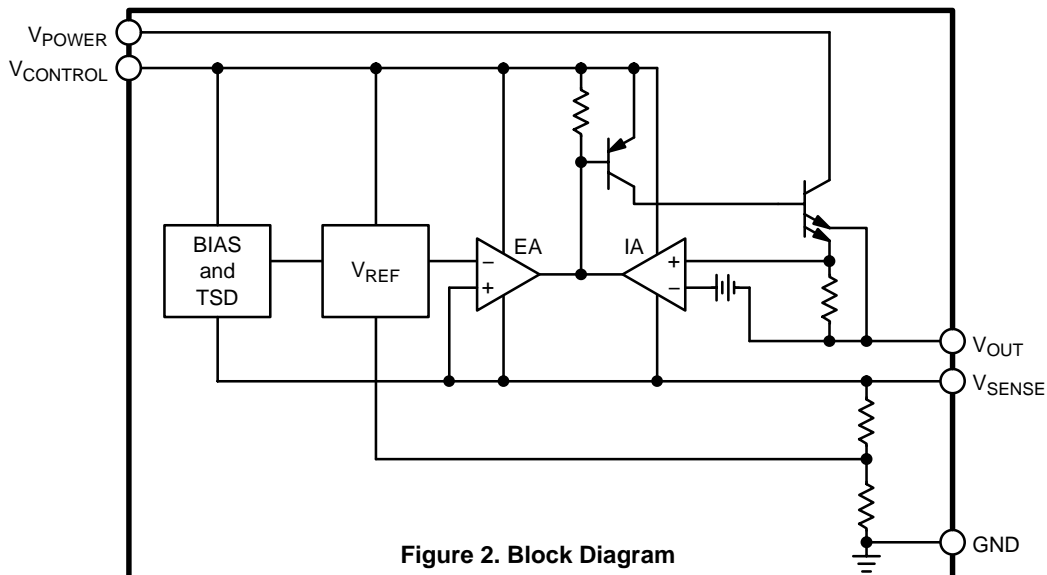 VPOWER
VCONTROL
BIAS
and
TSD
VREF
EA
−
+
IA
+
−
VOUT
VSENSE
GND
Figure 2. Block Diagram